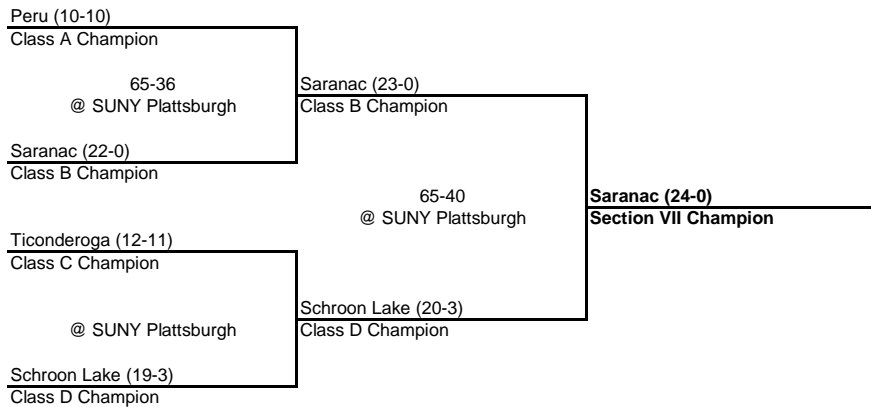 Peru (10-10)
Class A Champion
65-36
@ SUNY Plattsburgh
Saranac (23-0)
Class B Champion
Saranac (22-0)
Class B Champion
65-40
@ SUNY Plattsburgh
Saranac (24-0)
Section VII Champion
Ticonderoga (12-11)
Class C Champion
@ SUNY Plattsburgh
Schroon Lake (20-3)
Class D Champion
Schroon Lake (19-3)
Class D Champion